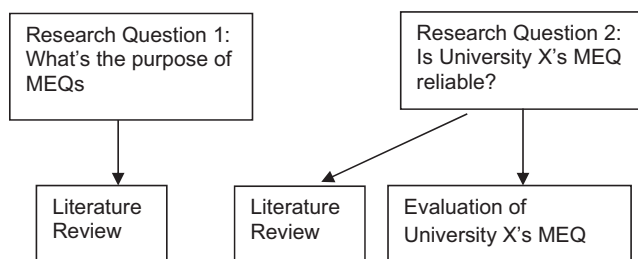 Research Question 1:
What's the purpose of
MEQs
Research Question 2:
Is University X's MEQ
reliable?
Literature
Review
Literature
Review
Evaluation of
University X's MEQ